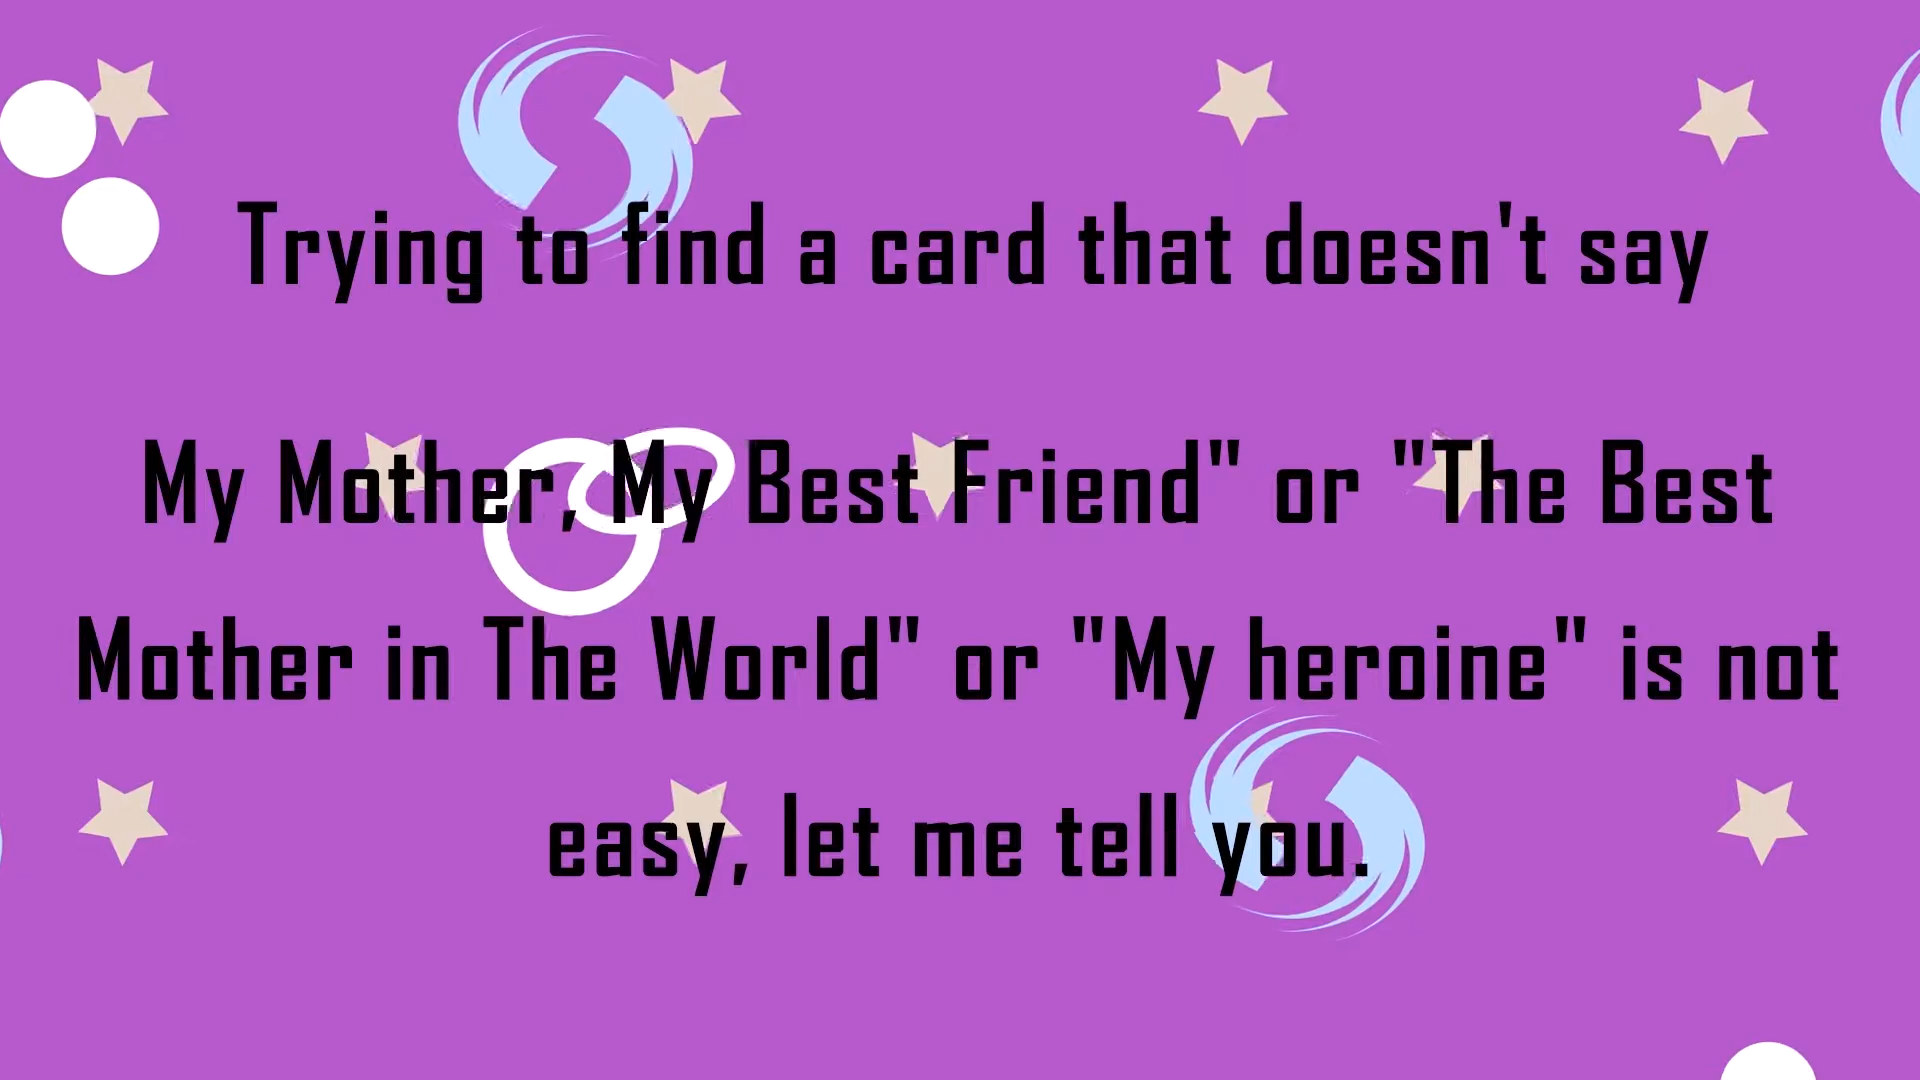 Trying to find a card that doesn't say
My Mother, My Best Friend" or "The Best
Mother in The World" or "My heroine" is not
easy, let me tell you.